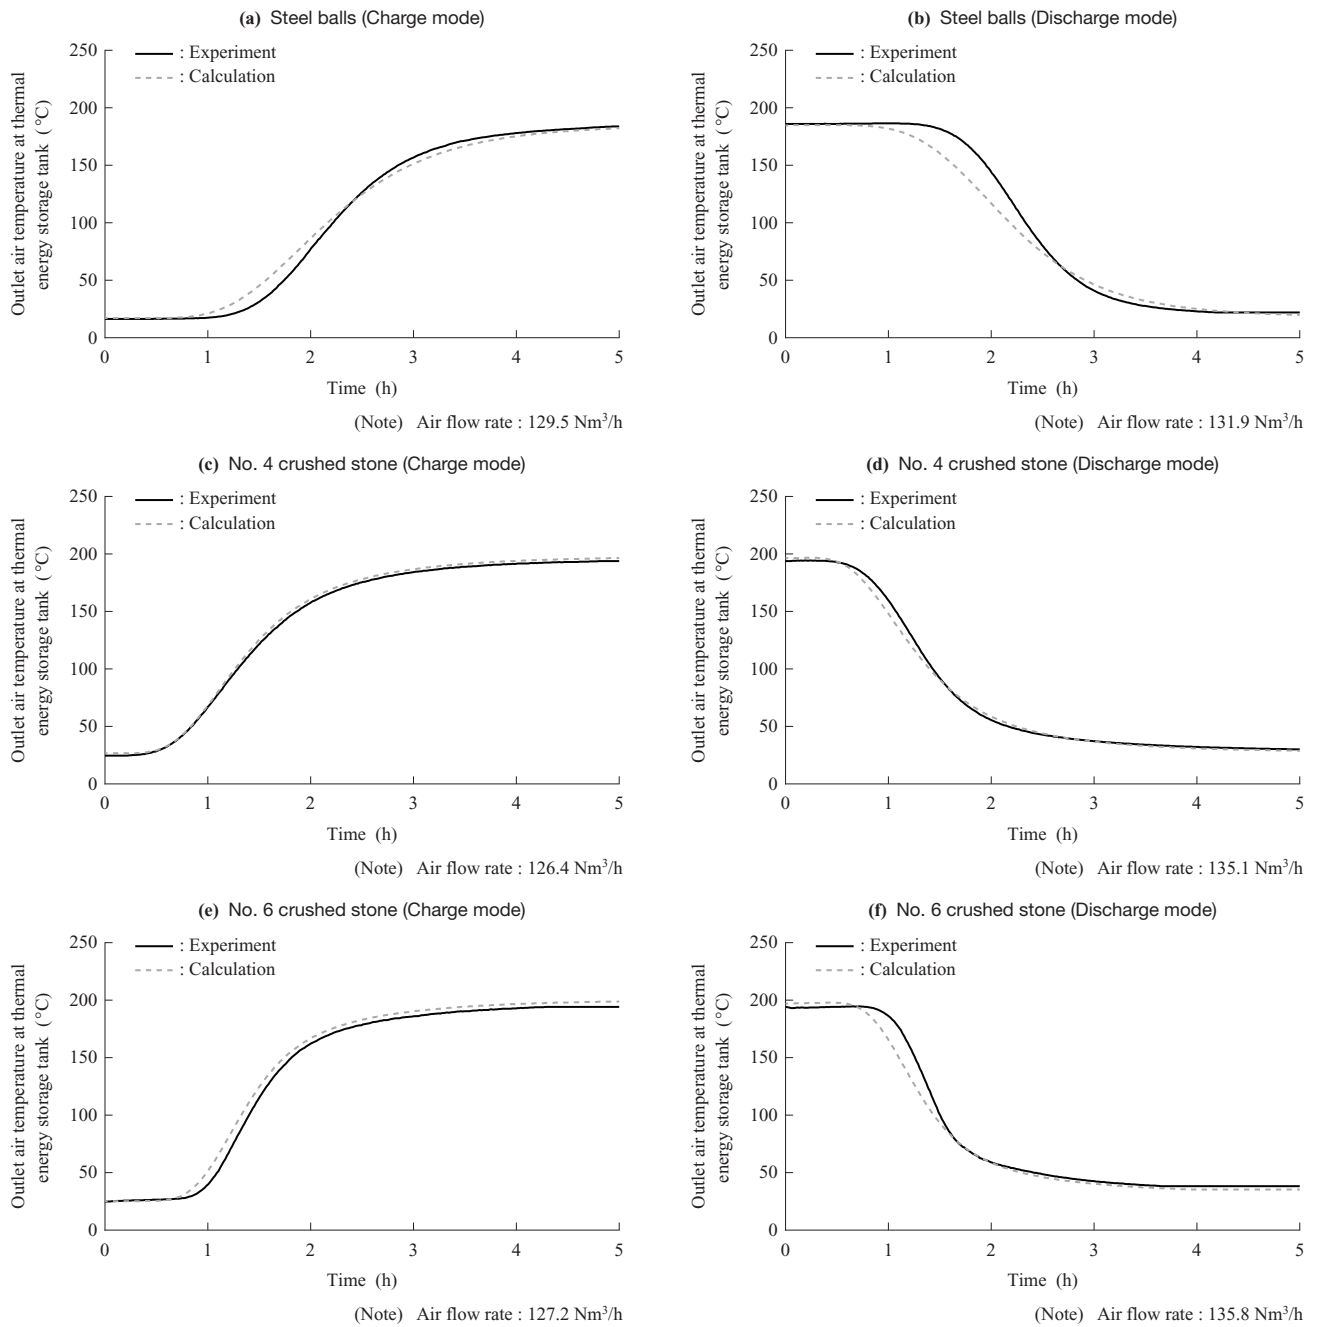 (a) Steel balls (Charge mode)
Outlet air temperature at thermal
energy storage tank (°C)
250
200
150
100
50
0
: Experiment
: Calculation
0 1 2 3 4 5
Time (h)
(Note) Air flow rate : 129.5 Nm³/h
(b) Steel balls (Discharge mode)
Outlet air temperature at thermal
energy storage tank (°C)
250
200
150
100
50
0
: Experiment
: Calculation
0 1 2 3 4 5
Time (h)
(Note) Air flow rate : 131.9 Nm³/h
(c) No. 4 crushed stone (Charge mode)
Outlet air temperature at thermal
energy storage tank (°C)
250
200
150
100
50
0
: Experiment
: Calculation
0 1 2 3 4 5
Time (h)
(Note) Air flow rate : 126.4 Nm³/h
(d) No. 4 crushed stone (Discharge mode)
Outlet air temperature at thermal
energy storage tank (°C)
250
200
150
100
50
0
: Experiment
: Calculation
0 1 2 3 4 5
Time (h)
(Note) Air flow rate : 135.1 Nm³/h
(e) No. 6 crushed stone (Charge mode)
Outlet air temperature at thermal
energy storage tank (°C)
250
200
150
100
50
0
: Experiment
: Calculation
0 1 2 3 4 5
Time (h)
(Note) Air flow rate : 127.2 Nm³/h
(f) No. 6 crushed stone (Discharge mode)
Outlet air temperature at thermal
energy storage tank (°C)
250
200
150
100
50
0
: Experiment
: Calculation
0 1 2 3 4 5
Time (h)
(Note) Air flow rate : 135.8 Nm³/h